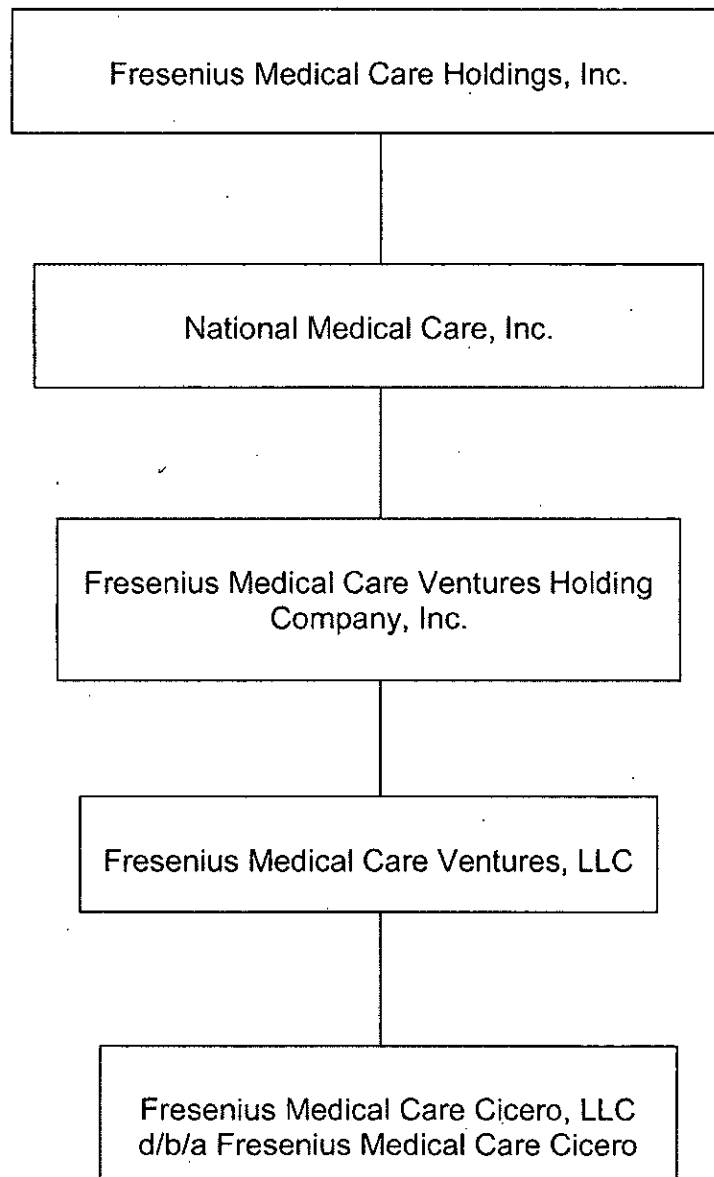 Fresenius Medical Care Holdings, Inc.
National Medical Care, Inc.
Fresenius Medical Care Ventures Holding
Company, Inc.
Fresenius Medical Care Ventures, LLC
Fresenius Medical Care Cicero, LLC
d/b/a Fresenius Medical Care Cicero